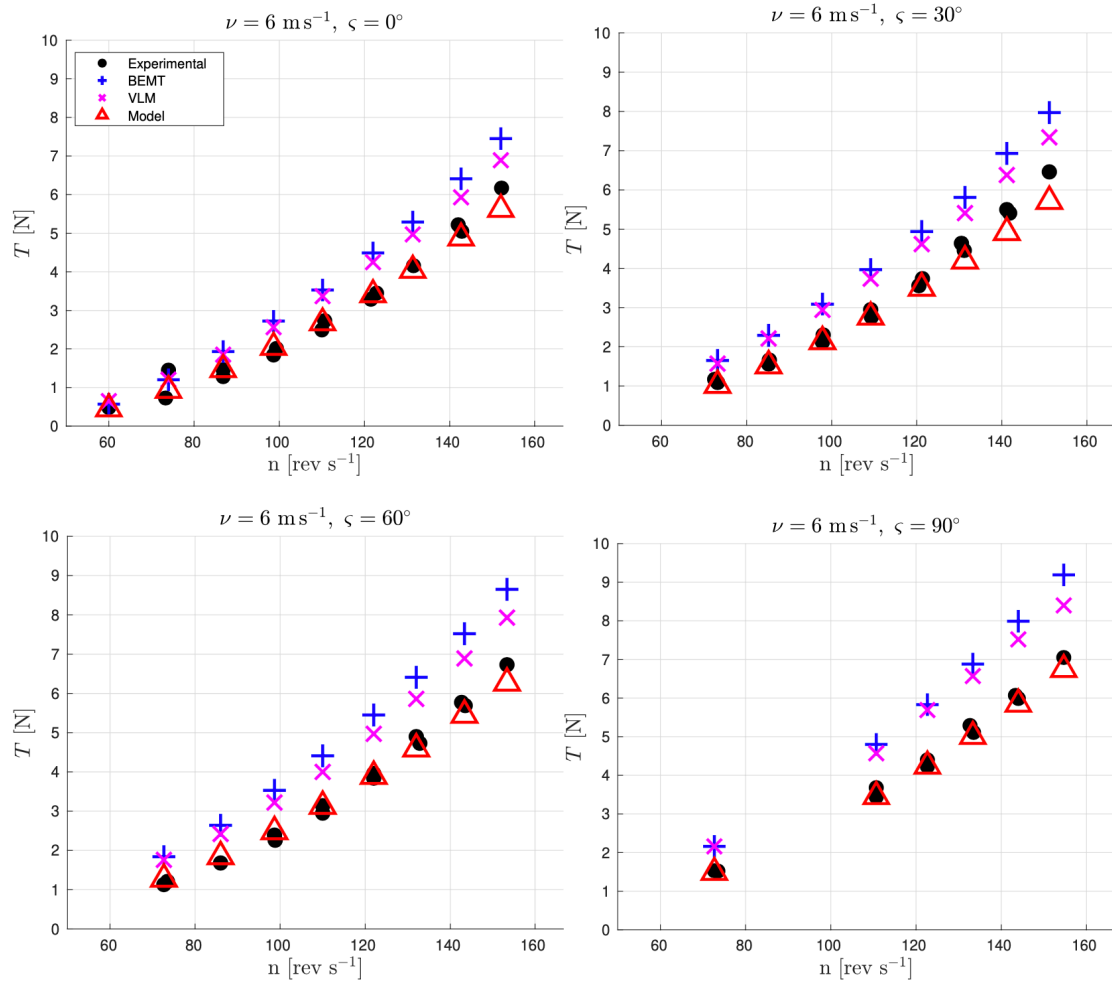 ν = 6 m s⁻¹, ς = 0°
10
9
8
7
6
5
4
3
2
1
0
T [N]
Experimental
BEMT
VLM
Model
60 80 100 120 140 160
n [rev s⁻¹]
ν = 6 m s⁻¹, ς = 30°
10
9
8
7
6
5
4
3
2
1
0
T [N]
60 80 100 120 140 160
n [rev s⁻¹]
ν = 6 m s⁻¹, ς = 60°
10
9
8
7
6
5
4
3
2
1
0
T [N]
60 80 100 120 140 160
n [rev s⁻¹]
ν = 6 m s⁻¹, ς = 90°
10
9
8
7
6
5
4
3
2
1
0
T [N]
60 80 100 120 140 160
n [rev s⁻¹]